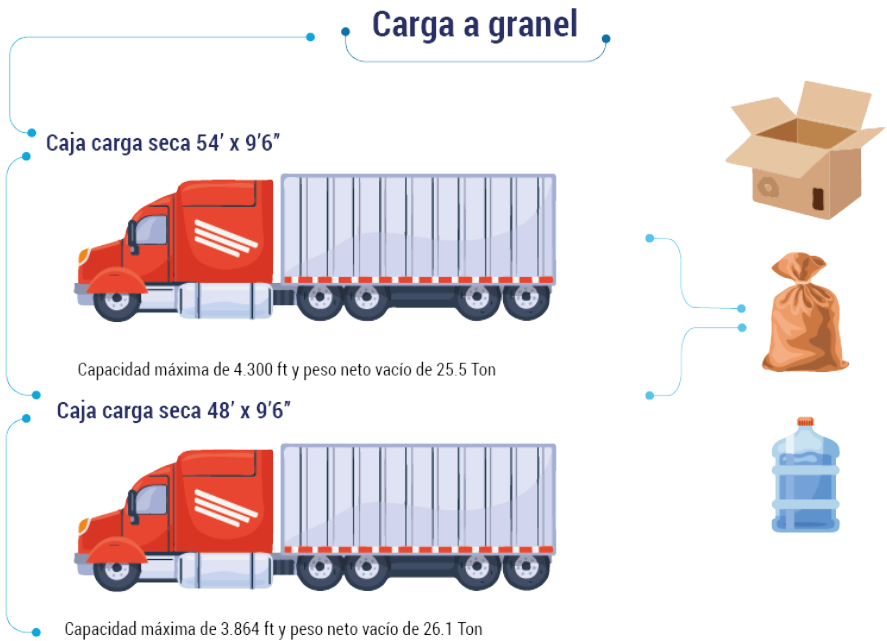 Carga a granel
Caja carga seca 54’ x 9’6”
Capacidad máxima de 4.300 ft y peso neto vacío de 25.5 Ton
Caja carga seca 48’ x 9’6”
Capacidad máxima de 3.864 ft y peso neto vacío de 26.1 Ton